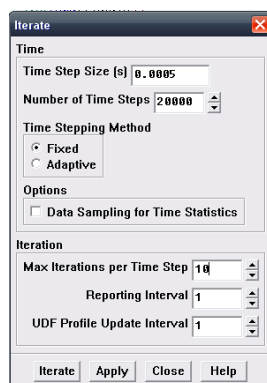 Iterate
Time
Time Step Size (s) 0.0005
Number of Time Steps 20000
Time Stepping Method
Fixed
Adaptive
Options
Data Sampling for Time Statistics
Iteration
Max Iterations per Time Step 10
Reporting Interval 1
UDF Profile Update Interval 1
Iterate Apply Close Help